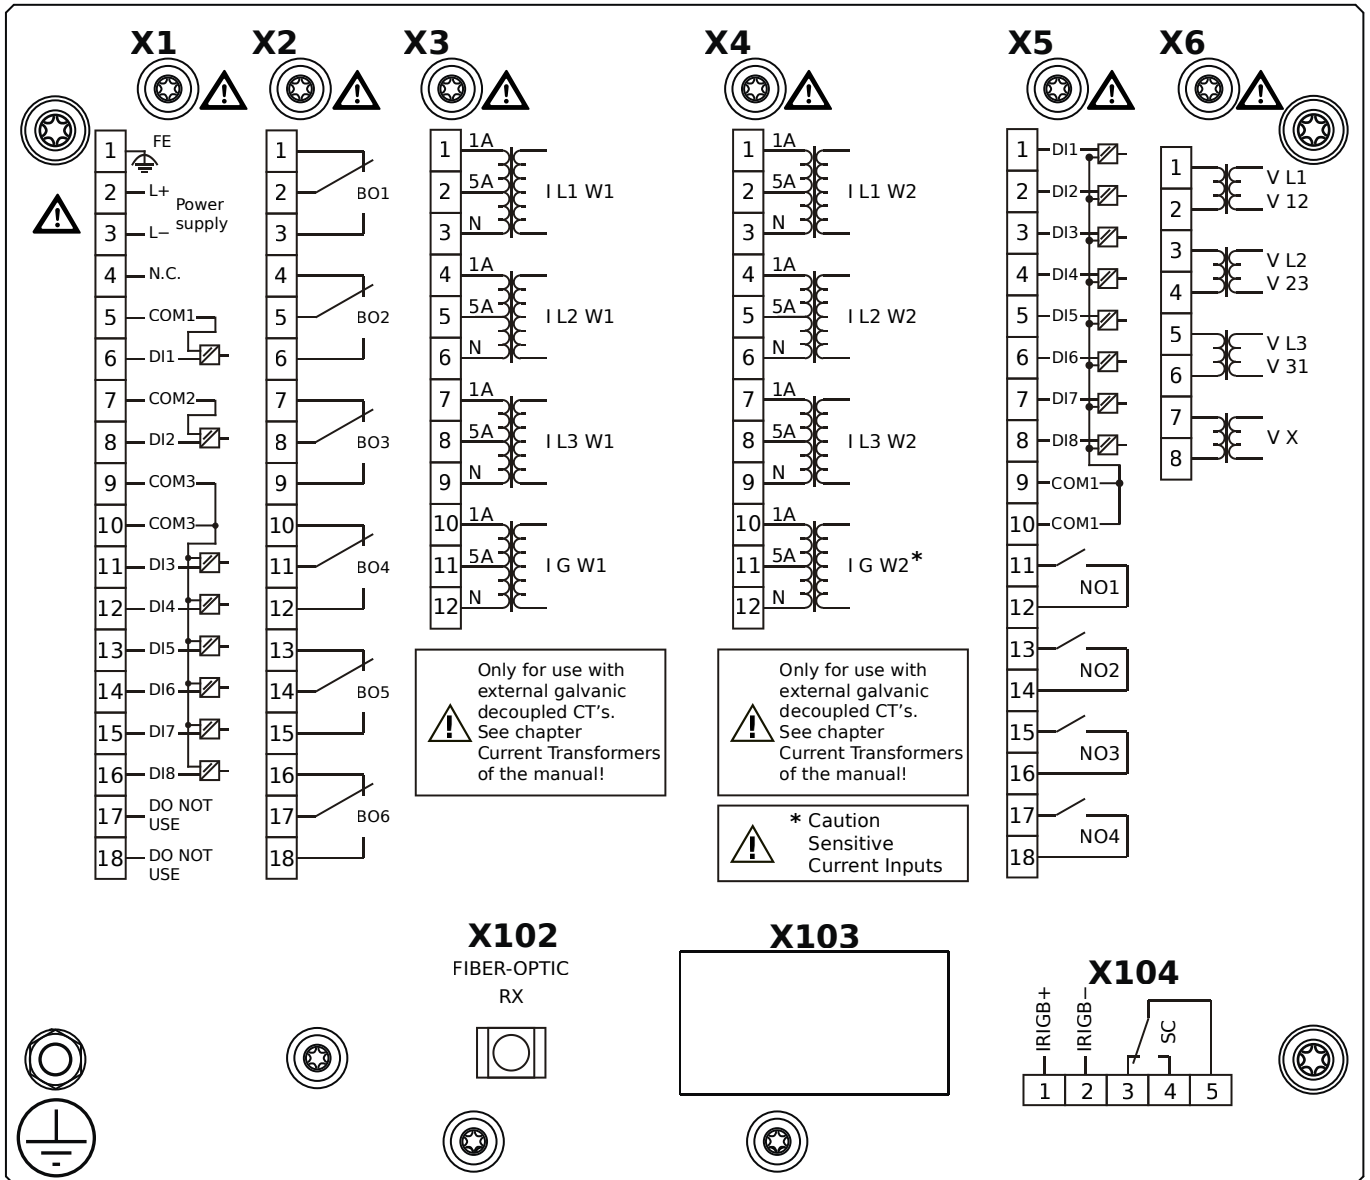 X1
X2
X3
X4
X5
X6
1
FE
2
L+
Power
supply
3
L−
4
N.C.
5
COM1
6
DI1
7
COM2
8
DI2
9
COM3
10
COM3
11
DI3
12
DI4
13
DI5
14
DI6
15
DI7
16
DI8
17
DO NOT
USE
18
DO NOT
USE
1
2
BO1
3
4
5
BO2
6
7
8
BO3
9
10
11
BO4
12
13
14
BO5
15
16
17
BO6
18
1
1A
2
5A
I L1 W1
3
N
4
1A
5
5A
I L2 W1
6
N
7
1A
8
5A
I L3 W1
9
N
10
1A
11
5A
I G W1
12
N
Only for use with
external galvanic
decoupled CT's.
See chapter
Current Transformers
of the manual!
1
1A
2
5A
I L1 W2
3
N
4
1A
5
5A
I L2 W2
6
N
7
1A
8
5A
I L3 W2
9
N
10
1A
11
5A
I G W2*
12
N
Only for use with
external galvanic
decoupled CT's.
See chapter
Current Transformers
of the manual!
* Caution
Sensitive
Current Inputs
1
DI1
2
DI2
3
DI3
4
DI4
5
DI5
6
DI6
7
DI7
8
DI8
9
COM1
10
COM1
11
NO1
12
13
NO2
14
15
NO3
16
17
NO4
18
1
V L1
2
V 12
3
V L2
4
V 23
5
V L3
6
V 31
7
V X
8
X102
FIBER-OPTIC
RX
X103
X104
IRIGB+
IRIGB−
SC
1 2 3 4 5